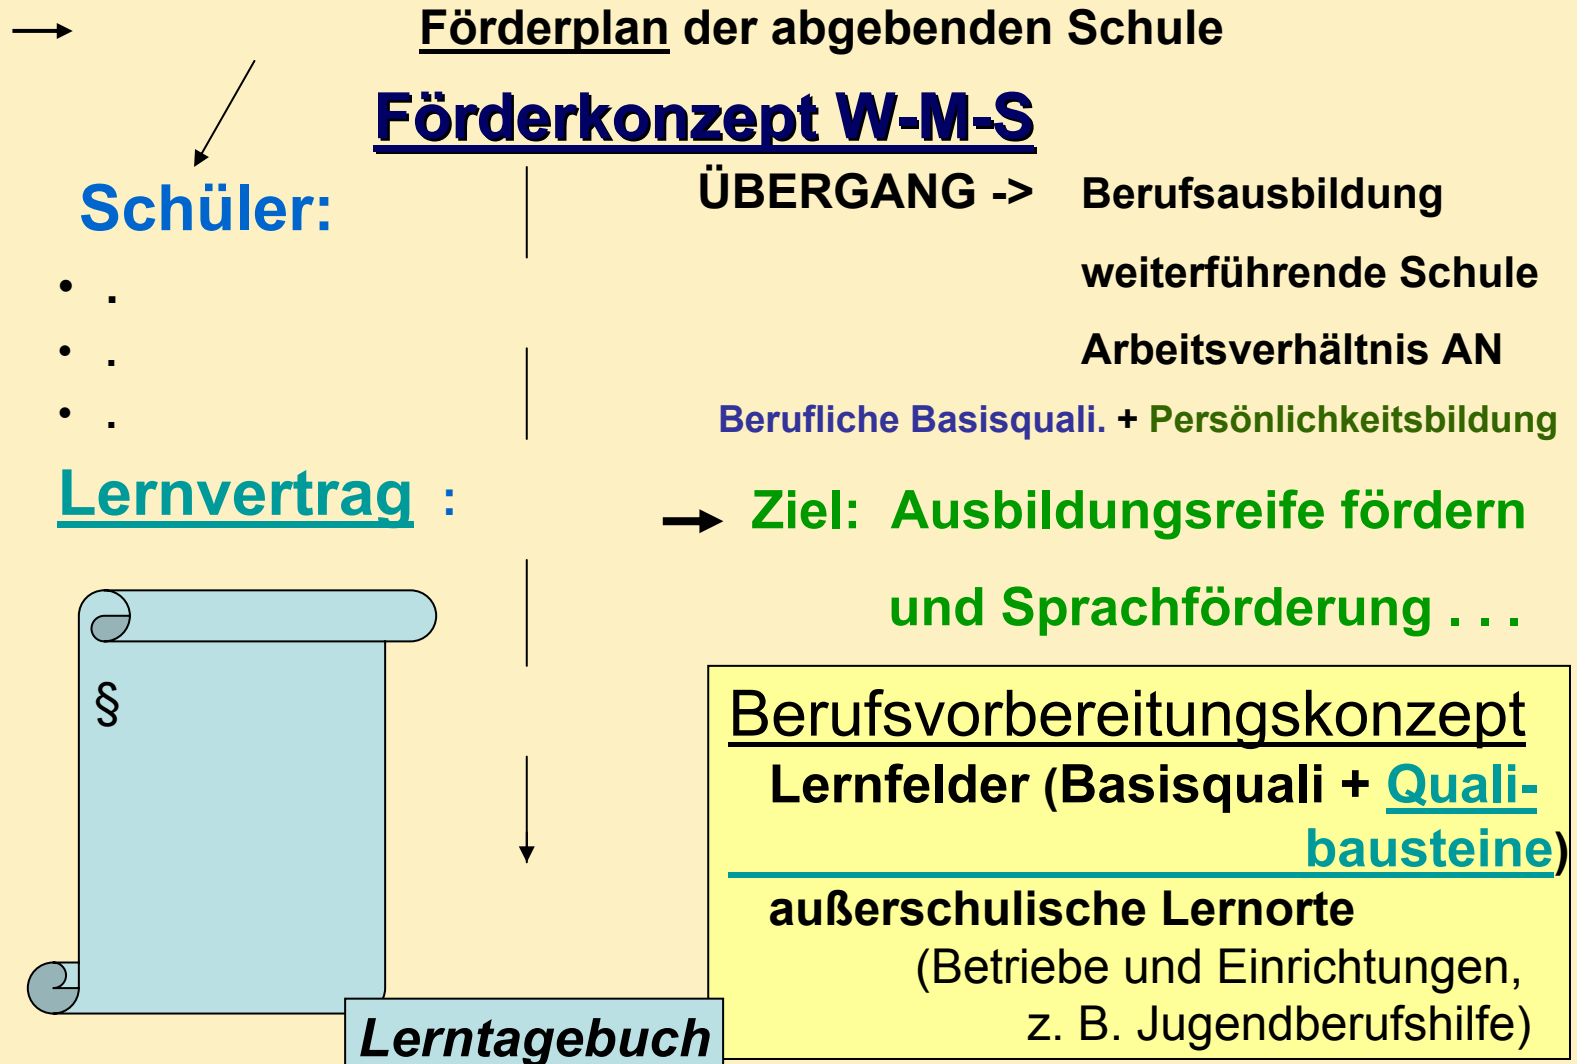 Förderplan der abgebenden Schule
Förderkonzept W-M-S
Schüler:
• .
• .
• .
Lernvertrag :
§
Lerntagebuch
ÜBERGANG -> Berufsausbildung
weiterführende Schule
Arbeitsverhältnis AN
Berufliche Basisquali. + Persönlichkeitsbildung
Ziel: Ausbildungsreife fördern
und Sprachförderung . . .
Berufsvorbereitungskonzept
Lernfelder (Basisquali + Quali-
bausteine)
außerschulische Lernorte
(Betriebe und Einrichtungen,
z. B. Jugendberufshilfe)